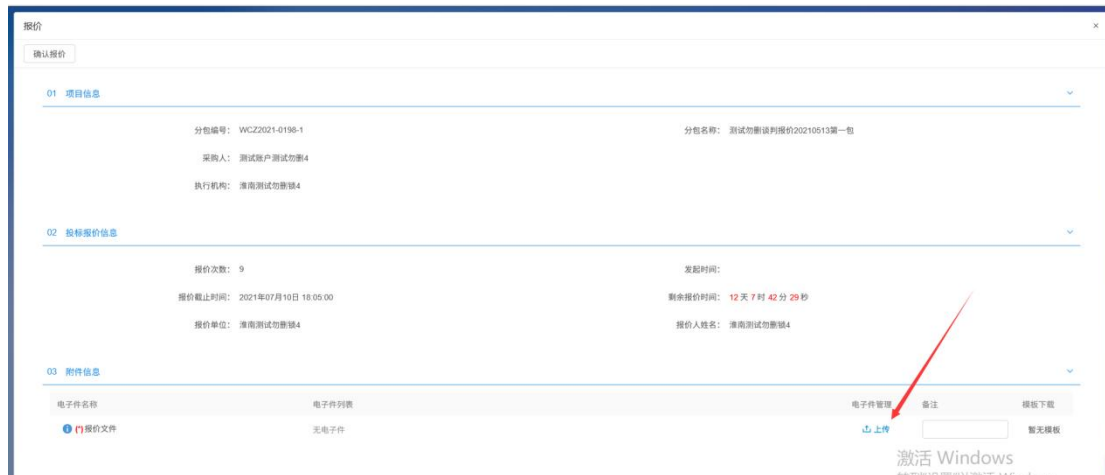 报价
×
确认报价
01 项目信息
分包编号： WCZ2021-0198-1 分包名称： 测试勿删谈判报价20210513第一包
采购人： 测试账户测试勿删4
执行机构： 淮南测试勿删锁4
02 投标报价信息
报价次数： 9 发起时间：
报价截止时间： 2021年07月10日 18:05:00 剩余报价时间： 12 天 7 时 42 分 29 秒
报价单位： 淮南测试勿删锁4 报价人姓名： 淮南测试勿删锁4
03 附件信息
电子件名称 电子件列表 电子件管理 备注 模板下载
(*) 报价文件 无电子件 上传 暂无模板
激活 Windows